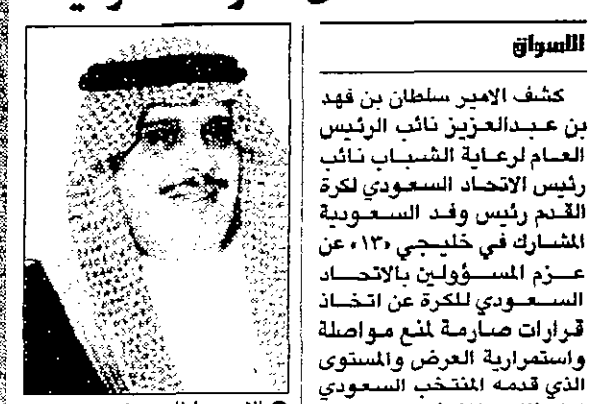 الاسواق
كشف الامير سلطان بن فهد
بن عبدالعزيز نائب الرئيس
العام لرعاية الشباب نائب
رئيس الاتحاد السعودي لكرة
القدم رئيس وفد السعودية
المشارك في خليجي «١٣» عن
عزم المسؤولين بالاتحاد
السعودي للكرة عن اتخاذ
قرارات صارمة لمنع مواصلة
واستمرارية العرض والمستوى
الذي قدمه المنتخب السعودي